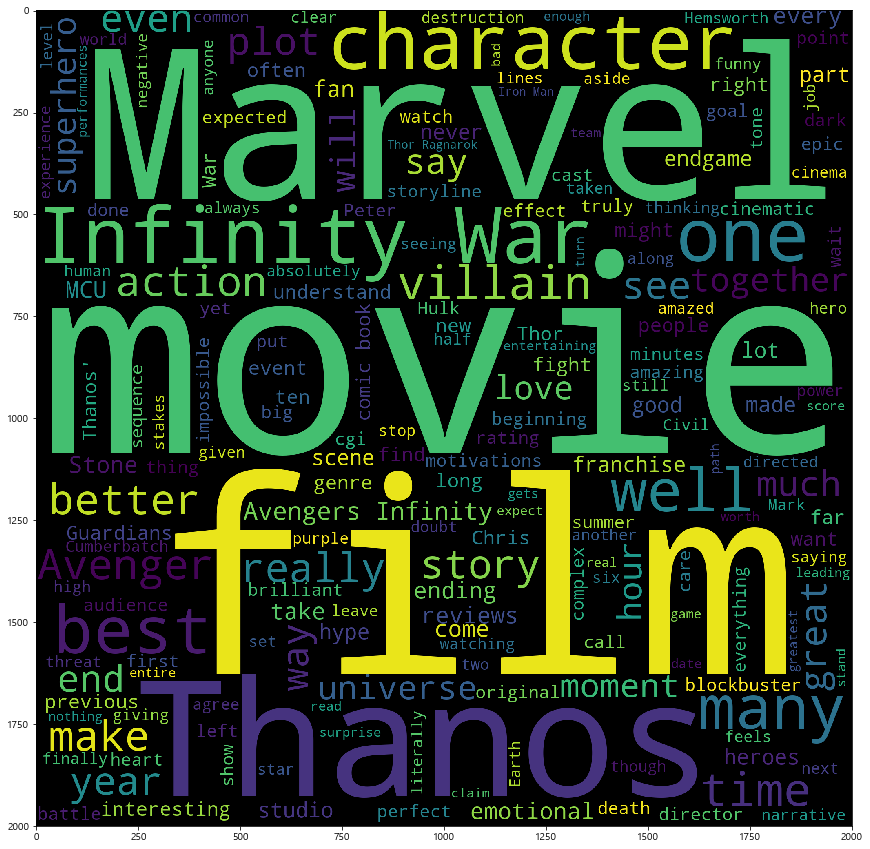 0
even
common
clear
destruction
enough
Hemsworth
every
world
plot
character
often
bad
funny
point
level
negative
anyone
fan
lines
aside
right
part
superhero
performances
expected
will
watch
Iron Man
goal
tone
job
dark
250
Marvel
never
Thor Ragnarok
team
endgame
epic
experience
War
say
cast
cinema
storyline
taken
500
done
always
Peter
effect
truly
thinking
cinematic
Infinity War.
seeing
turn
might
one
wait
human
absolutely
along
MCU
action
understand
villain
see
together
yet
Hulk
amazed
hero
750
movie
put
comic book
new
Thor
people
half
entertaining
lot
Thanos'
sequence
stakes
impossible
event
fight
minutes
ten
love
amazing
still
power
big
beginning
good
made
score
1000
given
cgi
stop
rating
Civil
path
Stone
thing
scene
find
motivations
franchise
directed
genre
long
well
much
better
gets
Mark
1250
film
Avengers Infinity
expect
summer
worth
far
Guardians
doubt
another
want
Cumberbatch
purple
Chris
saying
Avenger
really
story
complex
real
six
care
hour
leading
high
brilliant
ending
audience
take
leave
reviews
game
everything
great
1500
best
way
hype
come
call
greatest
set
watching
stand
threat
first
two
date
entire
end
universe
original
moment
blockbuster
previous
agree
read
many
nothing
giving
1750
Thanos
left
surprise
literally
make
show
feels
finally
heart
Earth
though
heroes
year
star
claim
time
next
battle
interesting
studio
perfect
emotional
death
director
narrative
2000
0
250
500
750
1000
1250
1500
1750
2000